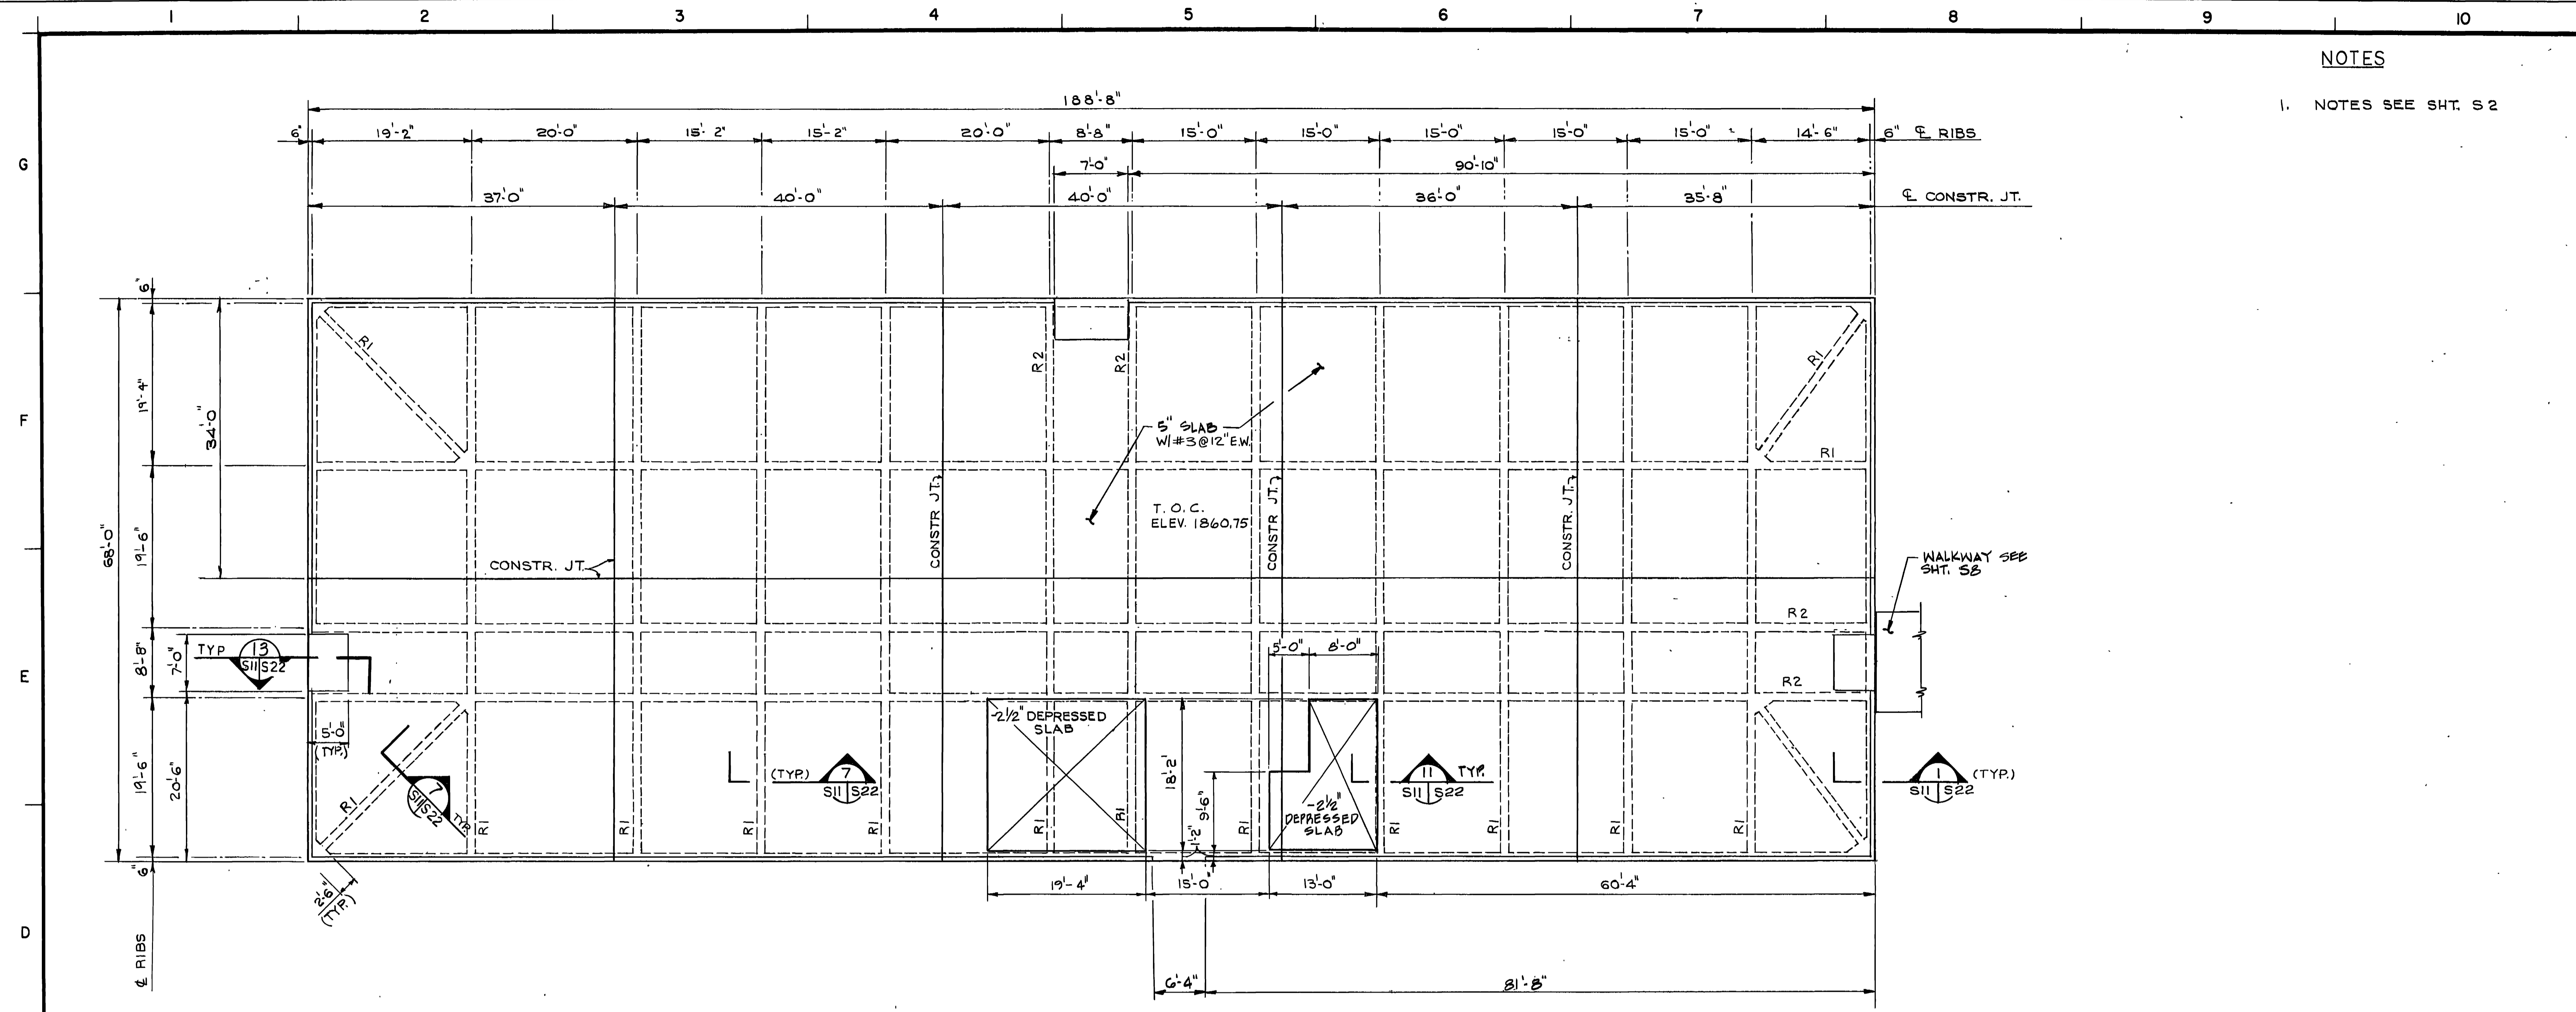 1 2 3 4 5 6 7 8 9 10
NOTES
1. NOTES SEE SHT. S2
188'-8"
6" 19'-2" 20'-0" 15'-2" 15'-2" 20'-0" 8'-8" 15'-0" 15'-0" 15'-0" 15'-0" 15'-0" 14'-6" 6" ℄ RIBS
G
7'-0" 90'-10"
37'-0" 40'-0" 40'-0" 36'-0" 35'-8" ℄ CONSTR. JT.
6"
R1
R2
R2
R1
19'-4"
34'-0"
F
5" SLAB
W/#3@12"E.W.
R1
CONSTR JT.
CONSTR JT.
CONSTR. JT.
T.O.C.
ELEV. 1860.75
68'-0"
19'-6"
CONSTR. JT.
WALKWAY SEE
SHT. S8
R2
8'-8"
7'-0"
TYP 13
S11 S22
5'-0" 8'-0"
E
R2
-2½" DEPRESSED
SLAB
5'-0"
(TYP.)
19'-6"
20'-6"
18'-2"
9'-6"
1'-2"
7
S11 S22
TYP.
(TYP.) 7
S11 S22
11 TYP.
S11 S22
1 (TYP.)
S11 S22
-2½"
DEPRESSED
SLAB
R1 R1 R1 R1 R1 R1 R1 R1 R1 R1 R1 R1
6"
2'-6"
(TYP.)
19'-4" 15'-0" 13'-0" 60'-4"
D
℄ RIBS
6'-4" 81'-8"